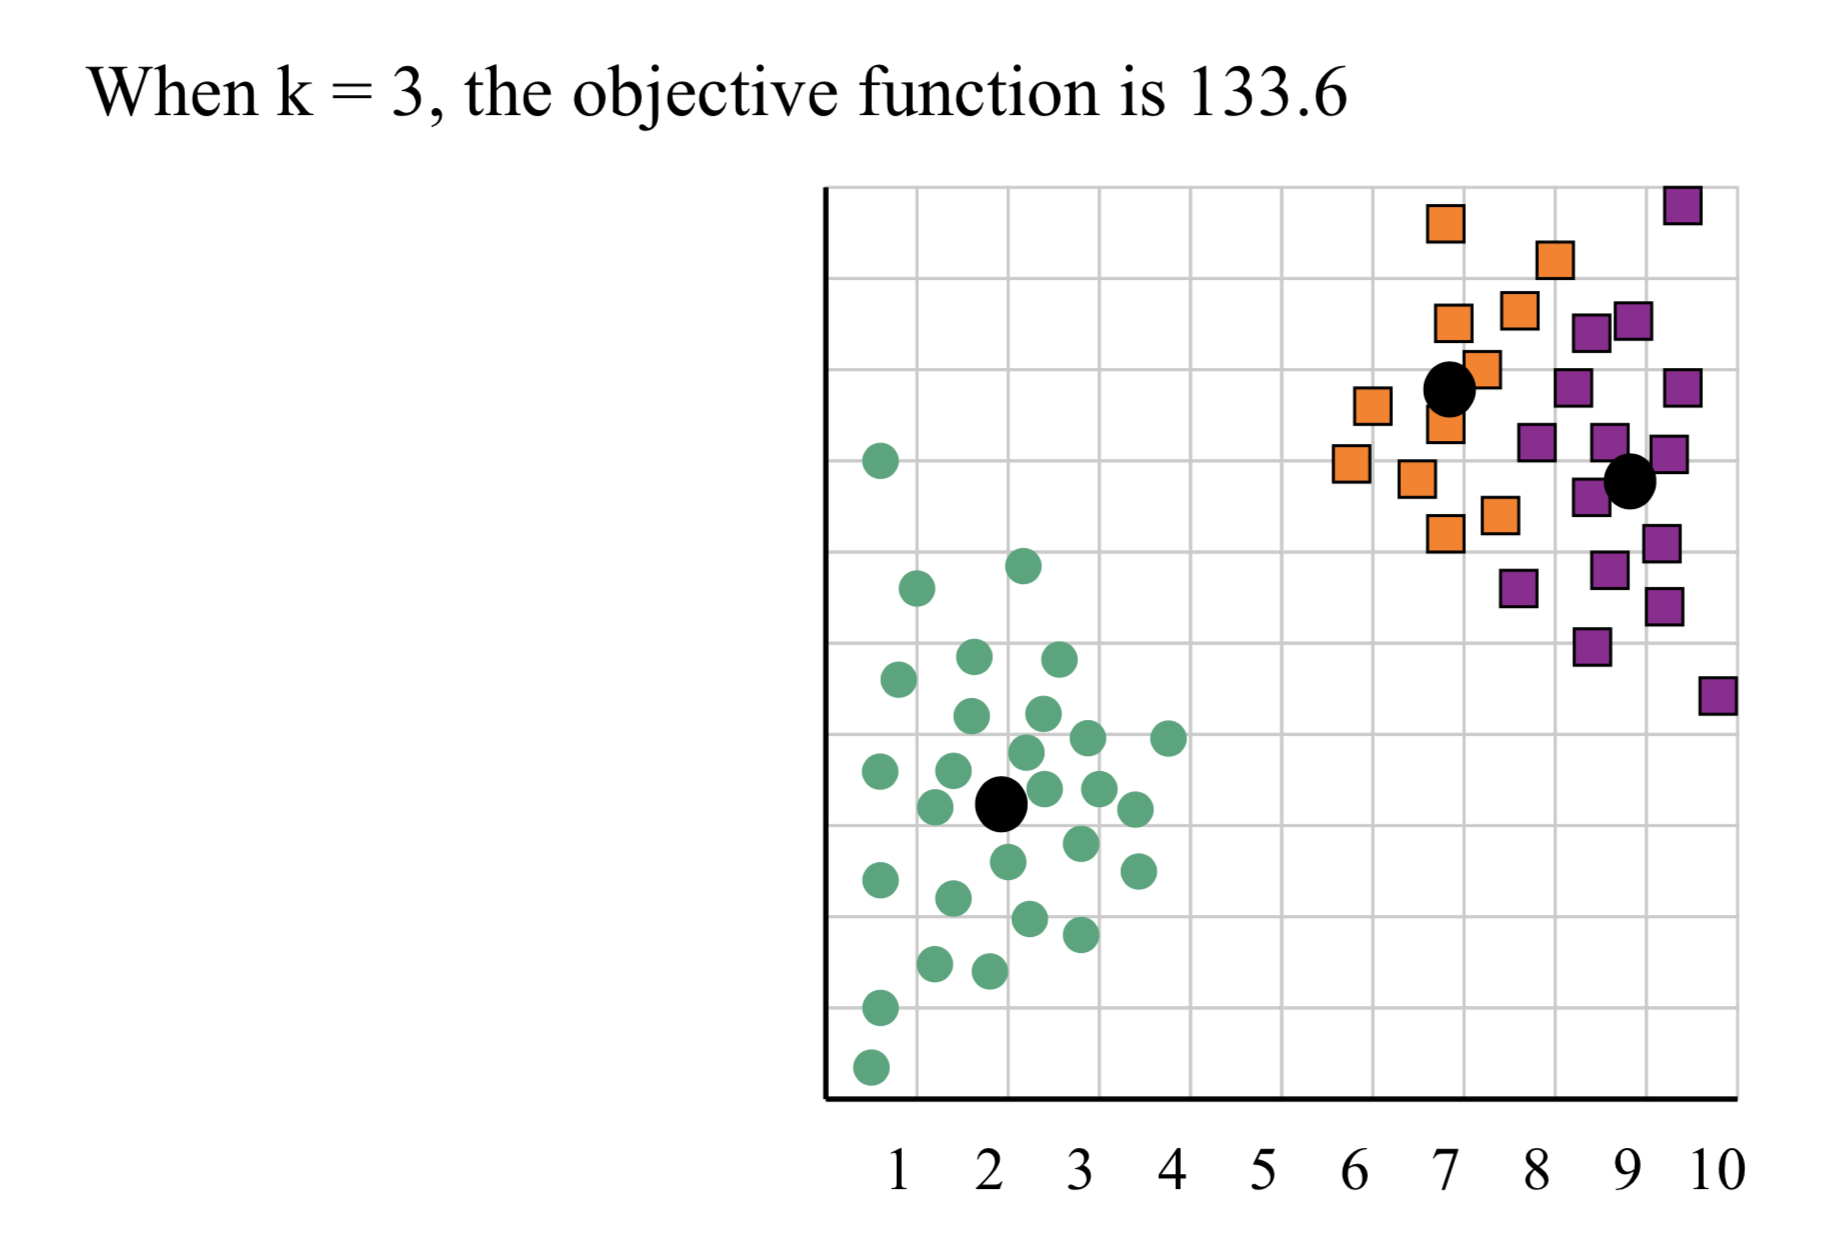 When k = 3, the objective function is 133.6
1 2 3 4 5 6 7 8 9 10